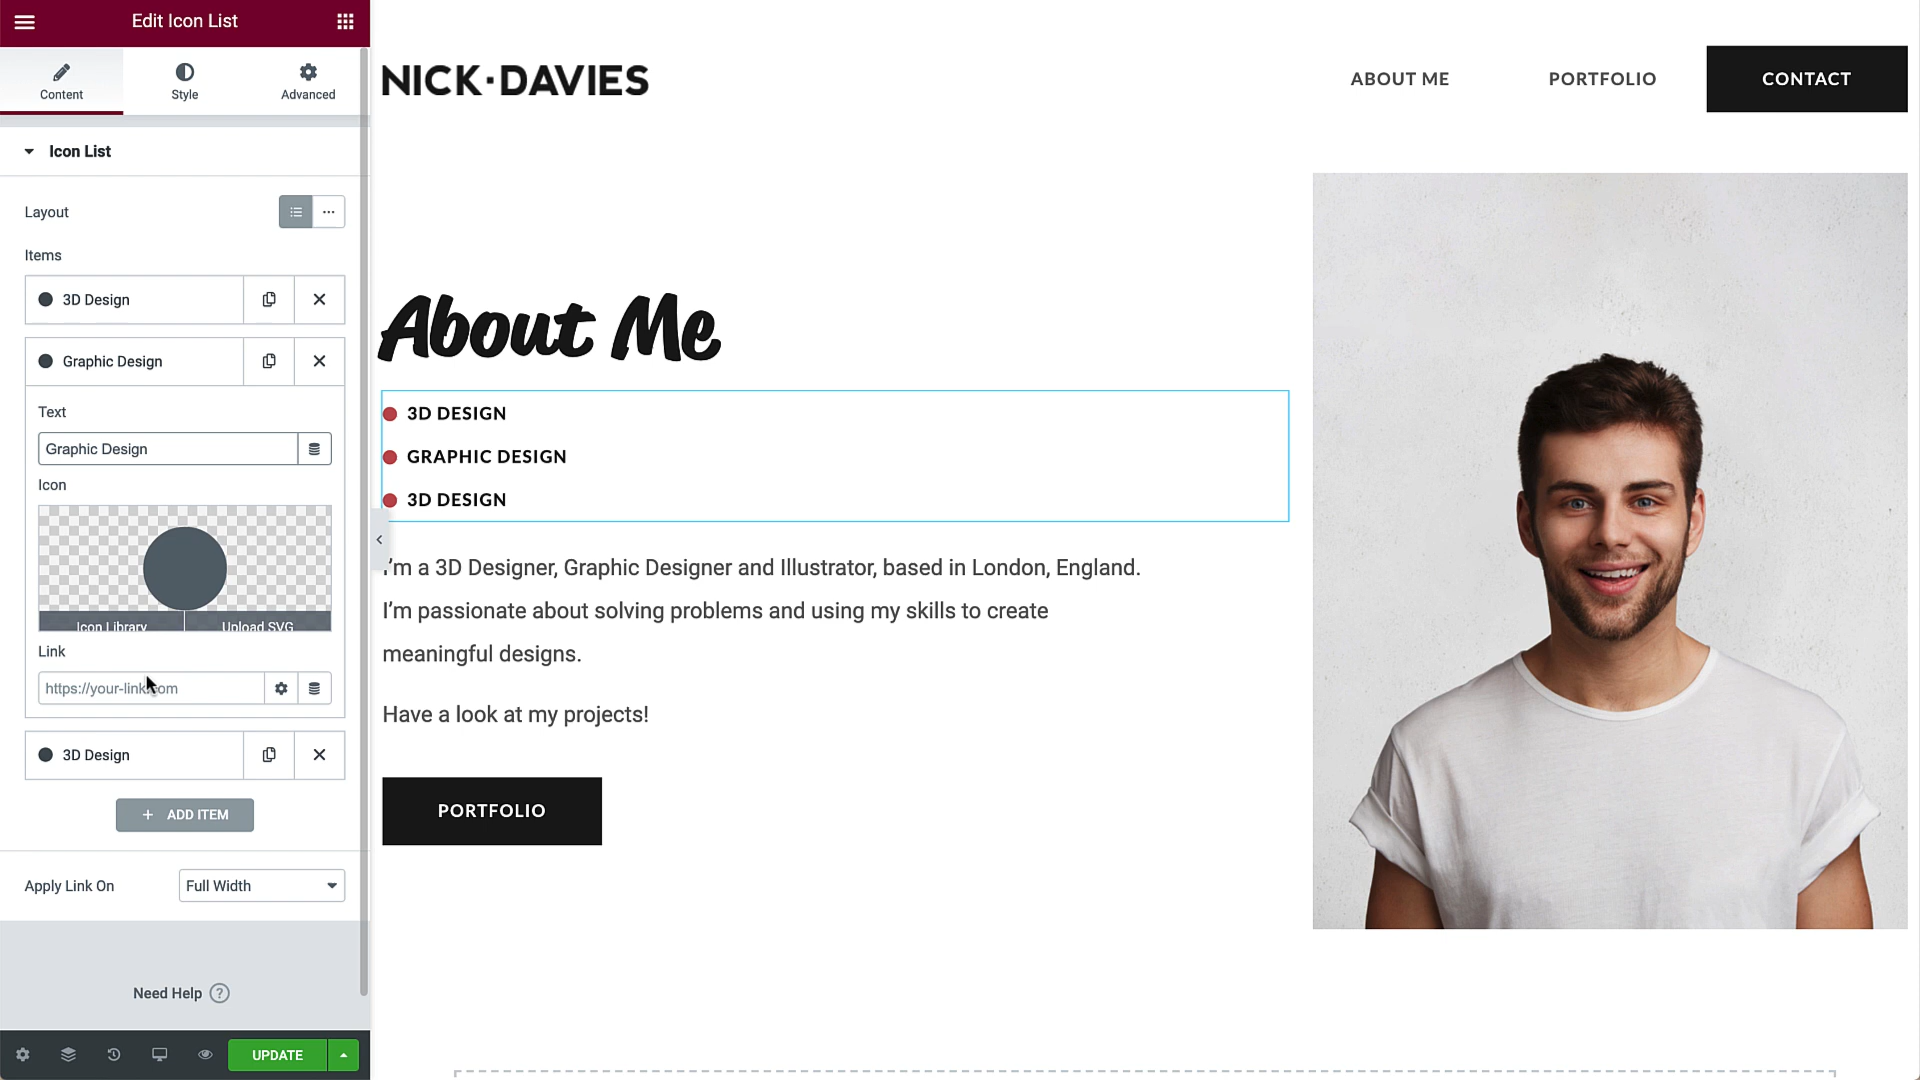 Edit Icon List
Content
Style
Advanced
Icon List
Layout
Items
3D Design
Graphic Design
Text
Graphic Design
Icon
Icon Library
Upload SVG
Link
https://your-link.com
3D Design
+ ADD ITEM
Apply Link On
Full Width
Need Help ?
UPDATE
NICK·DAVIES
ABOUT ME
PORTFOLIO
CONTACT
About Me
3D DESIGN
GRAPHIC DESIGN
3D DESIGN
I'm a 3D Designer, Graphic Designer and Illustrator, based in London, England.
I'm passionate about solving problems and using my skills to create
meaningful designs.
Have a look at my projects!
PORTFOLIO